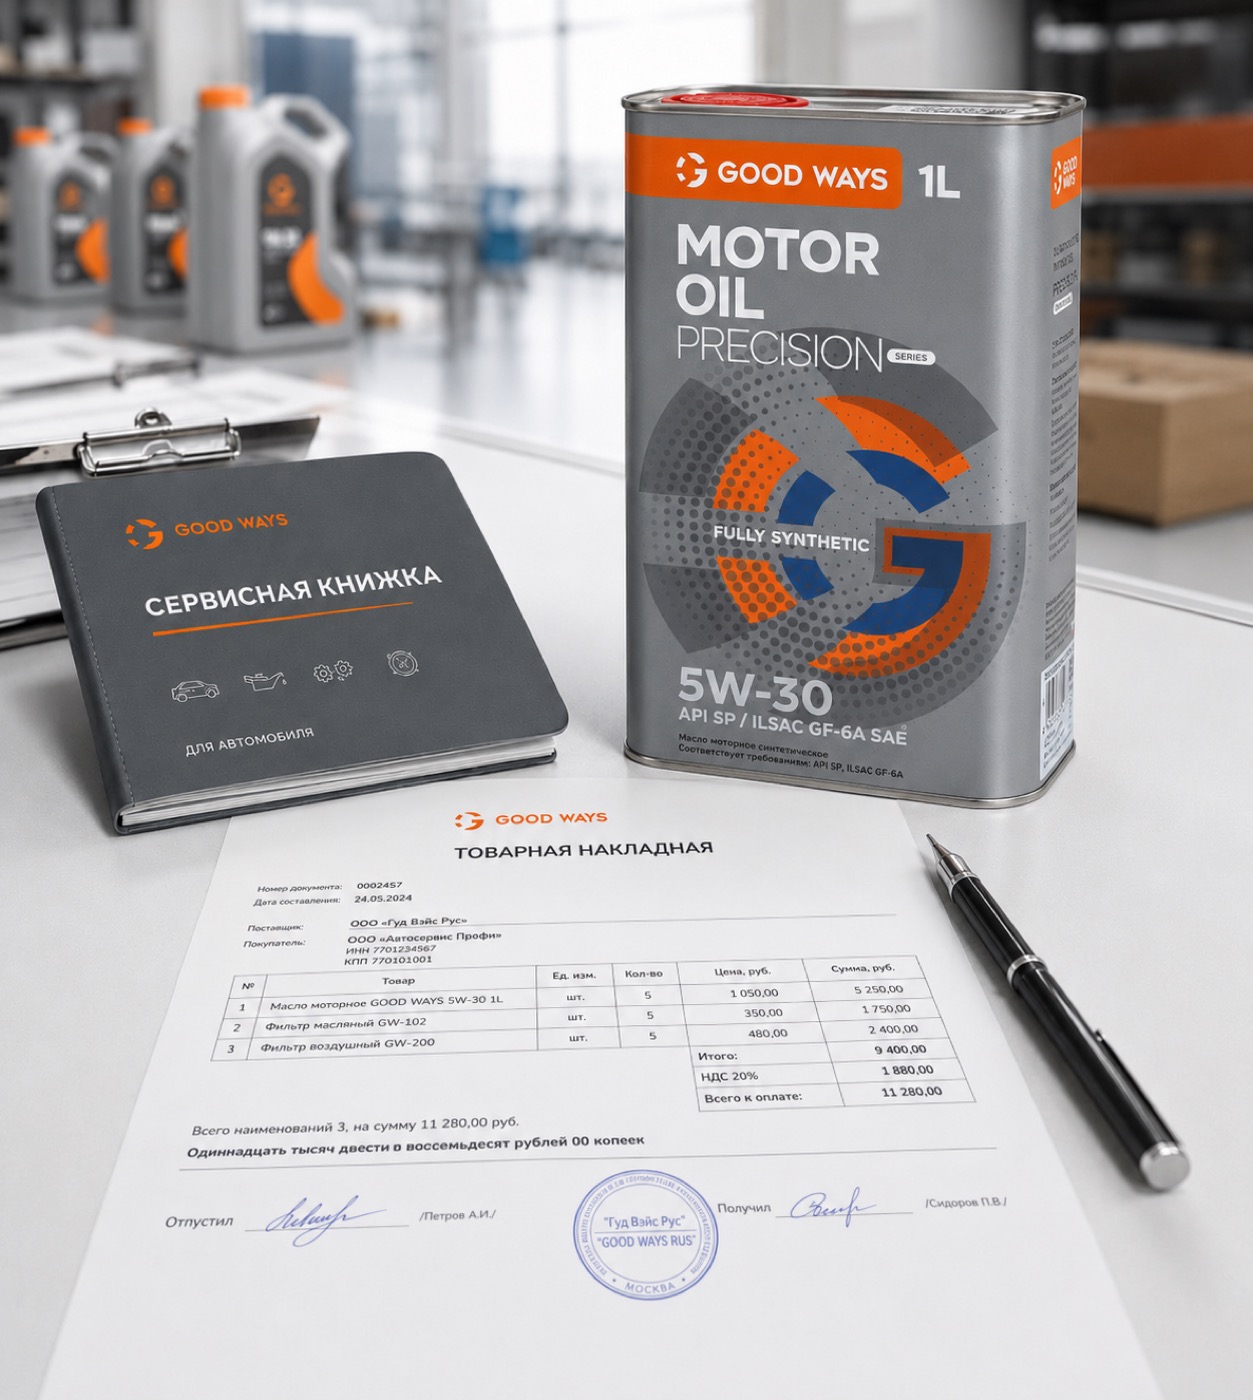 GOOD WAYS 1L
MOTOR
OIL
PRECISION SERIES
FULLY SYNTHETIC
5W-30
API SP / ILSAC GF-6A SAE
Масло моторное синтетическое
Соответствует требованиям: API SP, ILSAC GF-6A
GOOD
WAYS
GOOD WAYS
СЕРВИСНАЯ КНИЖКА
ДЛЯ АВТОМОБИЛЯ
GOOD WAYS
ТОВАРНАЯ НАКЛАДНАЯ
Номер документа: 0002457
Дата составления: 24.05.2024
Поставщик: ООО «Гуд Вэйс Рус»
Покупатель: ООО «Автосервис Профи»
ИНН 7701234567
КПП 770101001
№ Товар Ед. изм. Кол-во Цена, руб. Сумма, руб.
1 Масло моторное GOOD WAYS 5W-30 1L шт. 5 1 050,00 5 250,00
2 Фильтр масляный GW-102 шт. 5 350,00 1 750,00
3 Фильтр воздушный GW-200 шт. 5 480,00 2 400,00
Итого: 9 400,00
НДС 20% 1 880,00
Всего к оплате: 11 280,00
Всего наименований 3, на сумму 11 280,00 руб.
Одиннадцать тысяч двести в воссемьдесят рублей 00 копеек
Отпустил /Петров А.И./
Получил /Сидоров П.В./
"Гуд Вэйс Рус"
"GOOD WAYS RUS"
МОСКВА